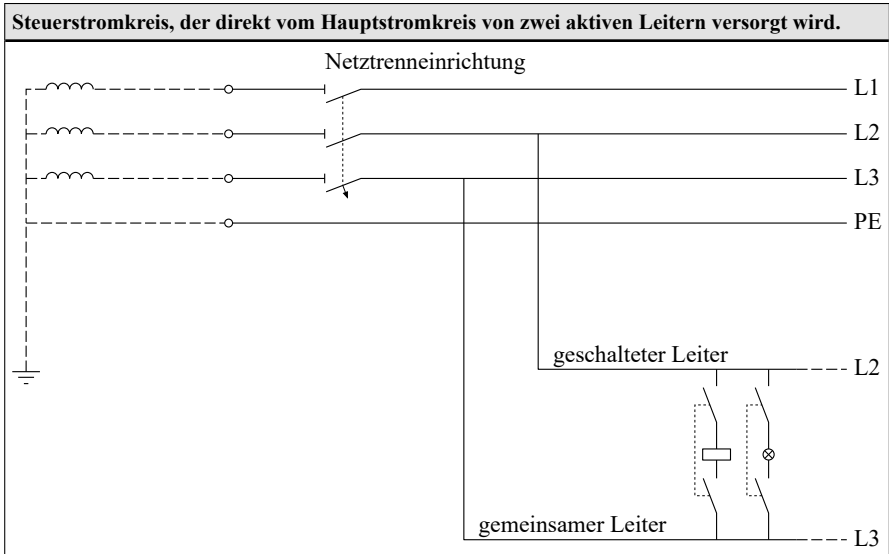 Steuerstromkreis, der direkt vom Hauptstromkreis von zwei aktiven Leitern versorgt wird.
Netztrenneinrichtung
L1
L2
L3
PE
geschalteter Leiter
L2
gemeinsamer Leiter
L3